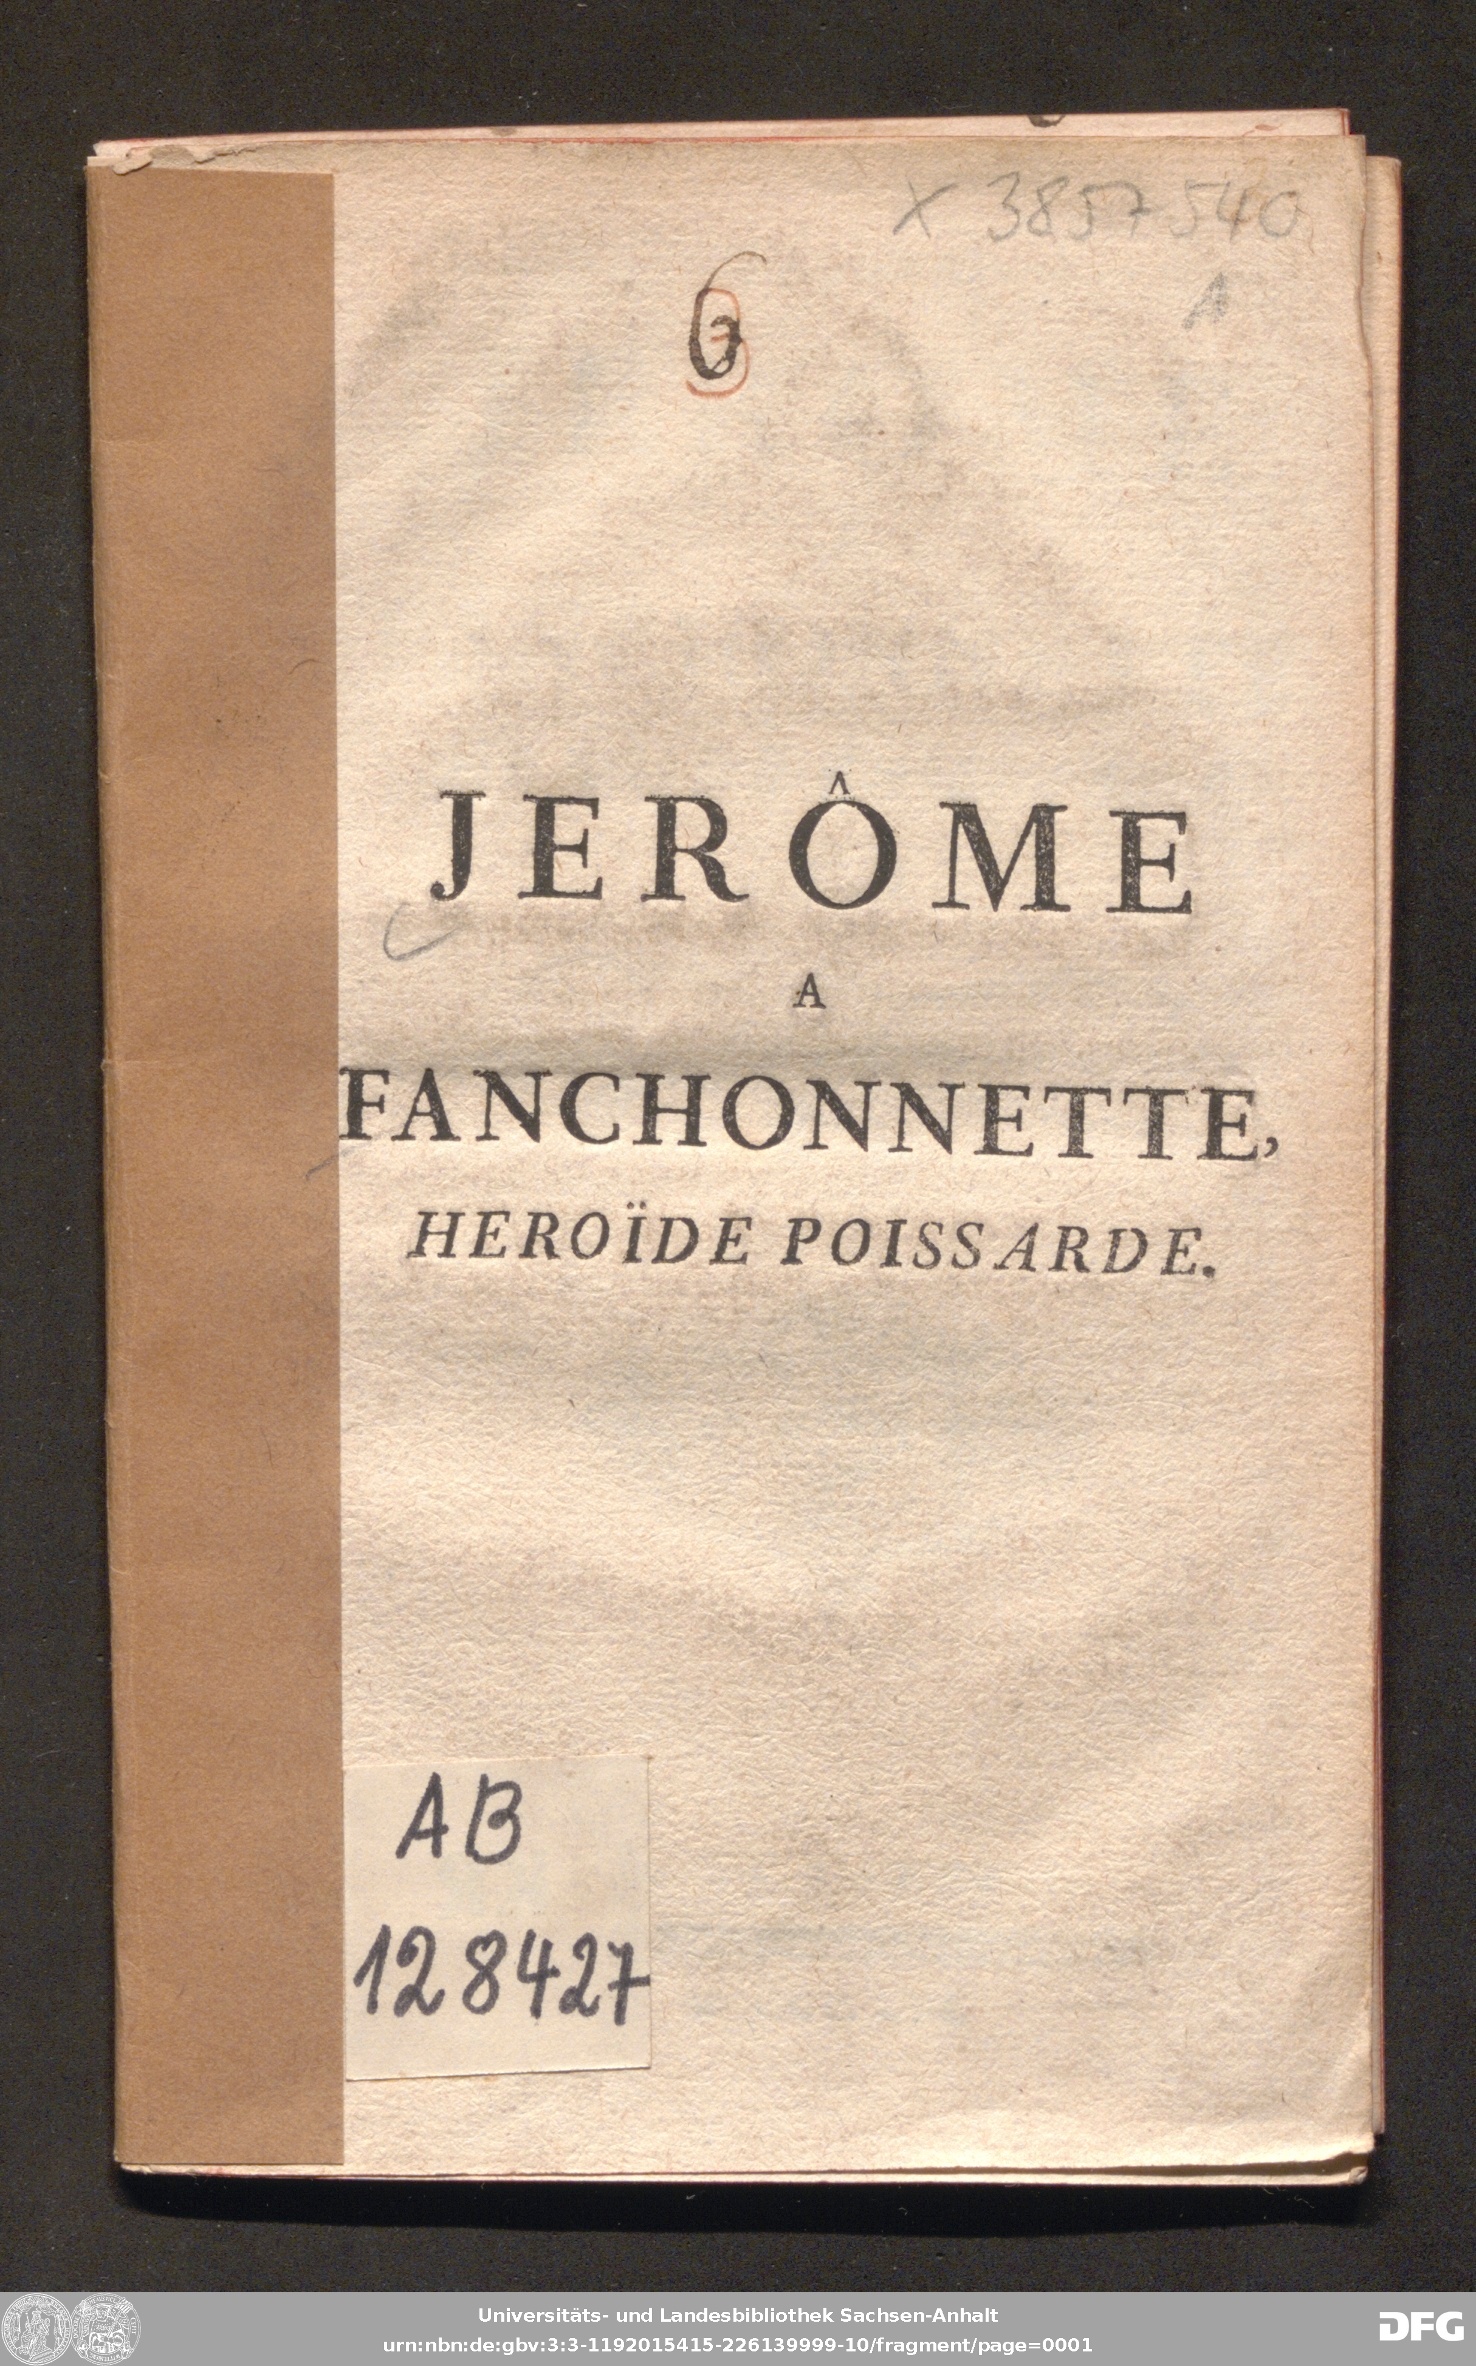 X 3857540
A
6
JERÔME
A
FANCHONNETTE,
HEROÏDE POISSARDE.
AB
128427
Universitäts- und Landesbibliothek Sachsen-Anhalt
urn:nbn:de:gbv:3:3-1192015415-226139999-10/fragment/page=0001
DFG